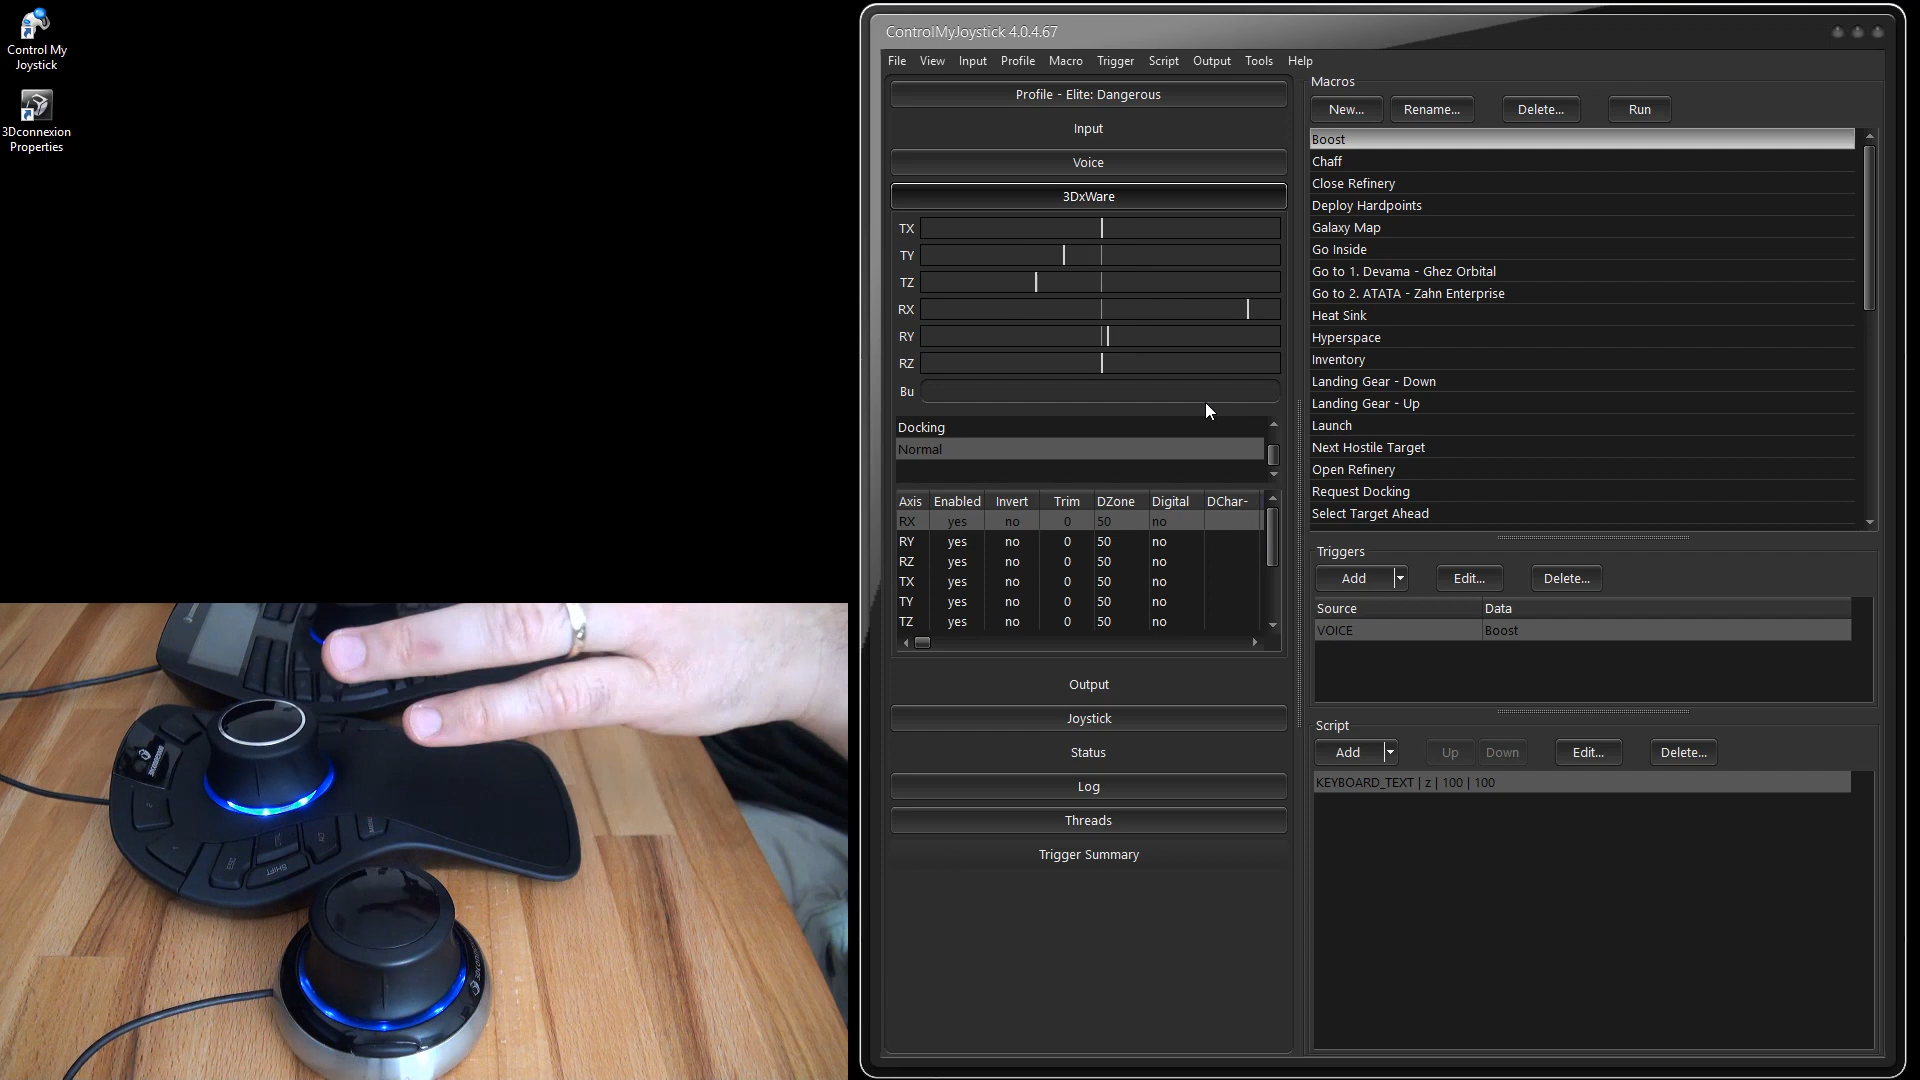 Control My
Joystick
3Dconnexion
Properties
ControlMyJoystick 4.0.4.67
File View Input Profile Macro Trigger Script Output Tools Help
Profile - Elite: Dangerous
Input
Voice
3DxWare
TX
TY
TZ
RX
RY
RZ
Bu
Docking
Normal
Axis Enabled Invert Trim DZone Digital DChar-
RX yes no 0 50 no
RY yes no 0 50 no
RZ yes no 0 50 no
TX yes no 0 50 no
TY yes no 0 50 no
TZ yes no 0 50 no
Output
Joystick
Status
Log
Threads
Trigger Summary
Macros
New... Rename... Delete... Run
Boost
Chaff
Close Refinery
Deploy Hardpoints
Galaxy Map
Go Inside
Go to 1. Devama - Ghez Orbital
Go to 2. ATATA - Zahn Enterprise
Heat Sink
Hyperspace
Inventory
Landing Gear - Down
Landing Gear - Up
Launch
Next Hostile Target
Open Refinery
Request Docking
Select Target Ahead
Triggers
Add Edit... Delete...
Source Data
VOICE Boost
Script
Add Up Down Edit... Delete...
KEYBOARD_TEXT | z | 100 | 100
2
1
ESC
SHIFT
CTRL
ALT